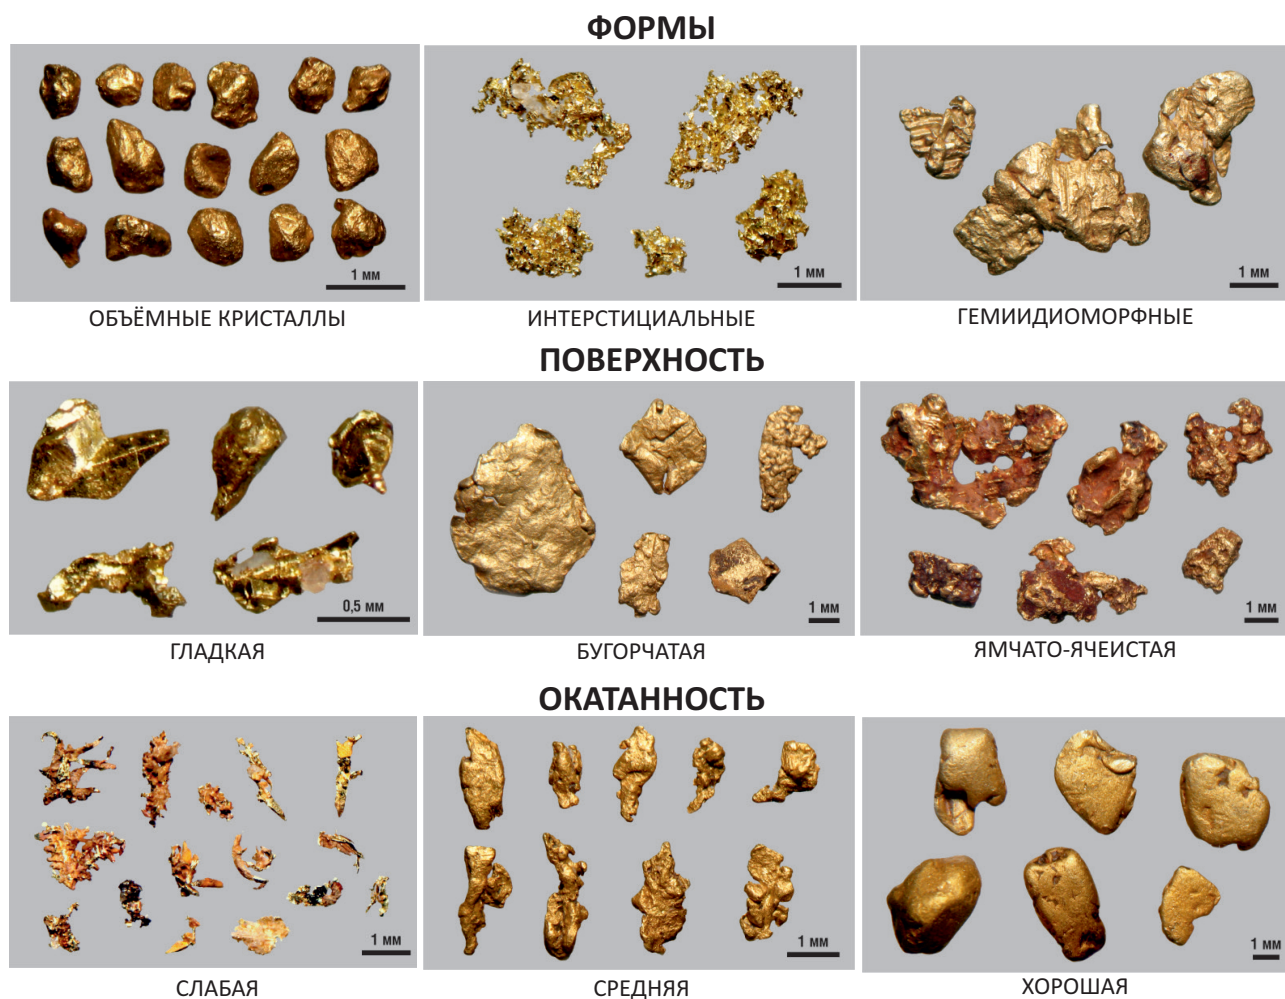 ФОРМЫ
1 мм
1 мм
1 мм
ОБЪЁМНЫЕ КРИСТАЛЛЫ
ИНТЕРСТИЦИАЛЬНЫЕ
ГЕМИИДИОМОРФНЫЕ
ПОВЕРХНОСТЬ
0,5 мм
1 мм
1 мм
ГЛАДКАЯ
БУГОРЧАТАЯ
ЯМЧАТО-ЯЧЕИСТАЯ
ОКАТАННОСТЬ
1 мм
1 мм
1 мм
СЛАБАЯ
СРЕДНЯЯ
ХОРОШАЯ